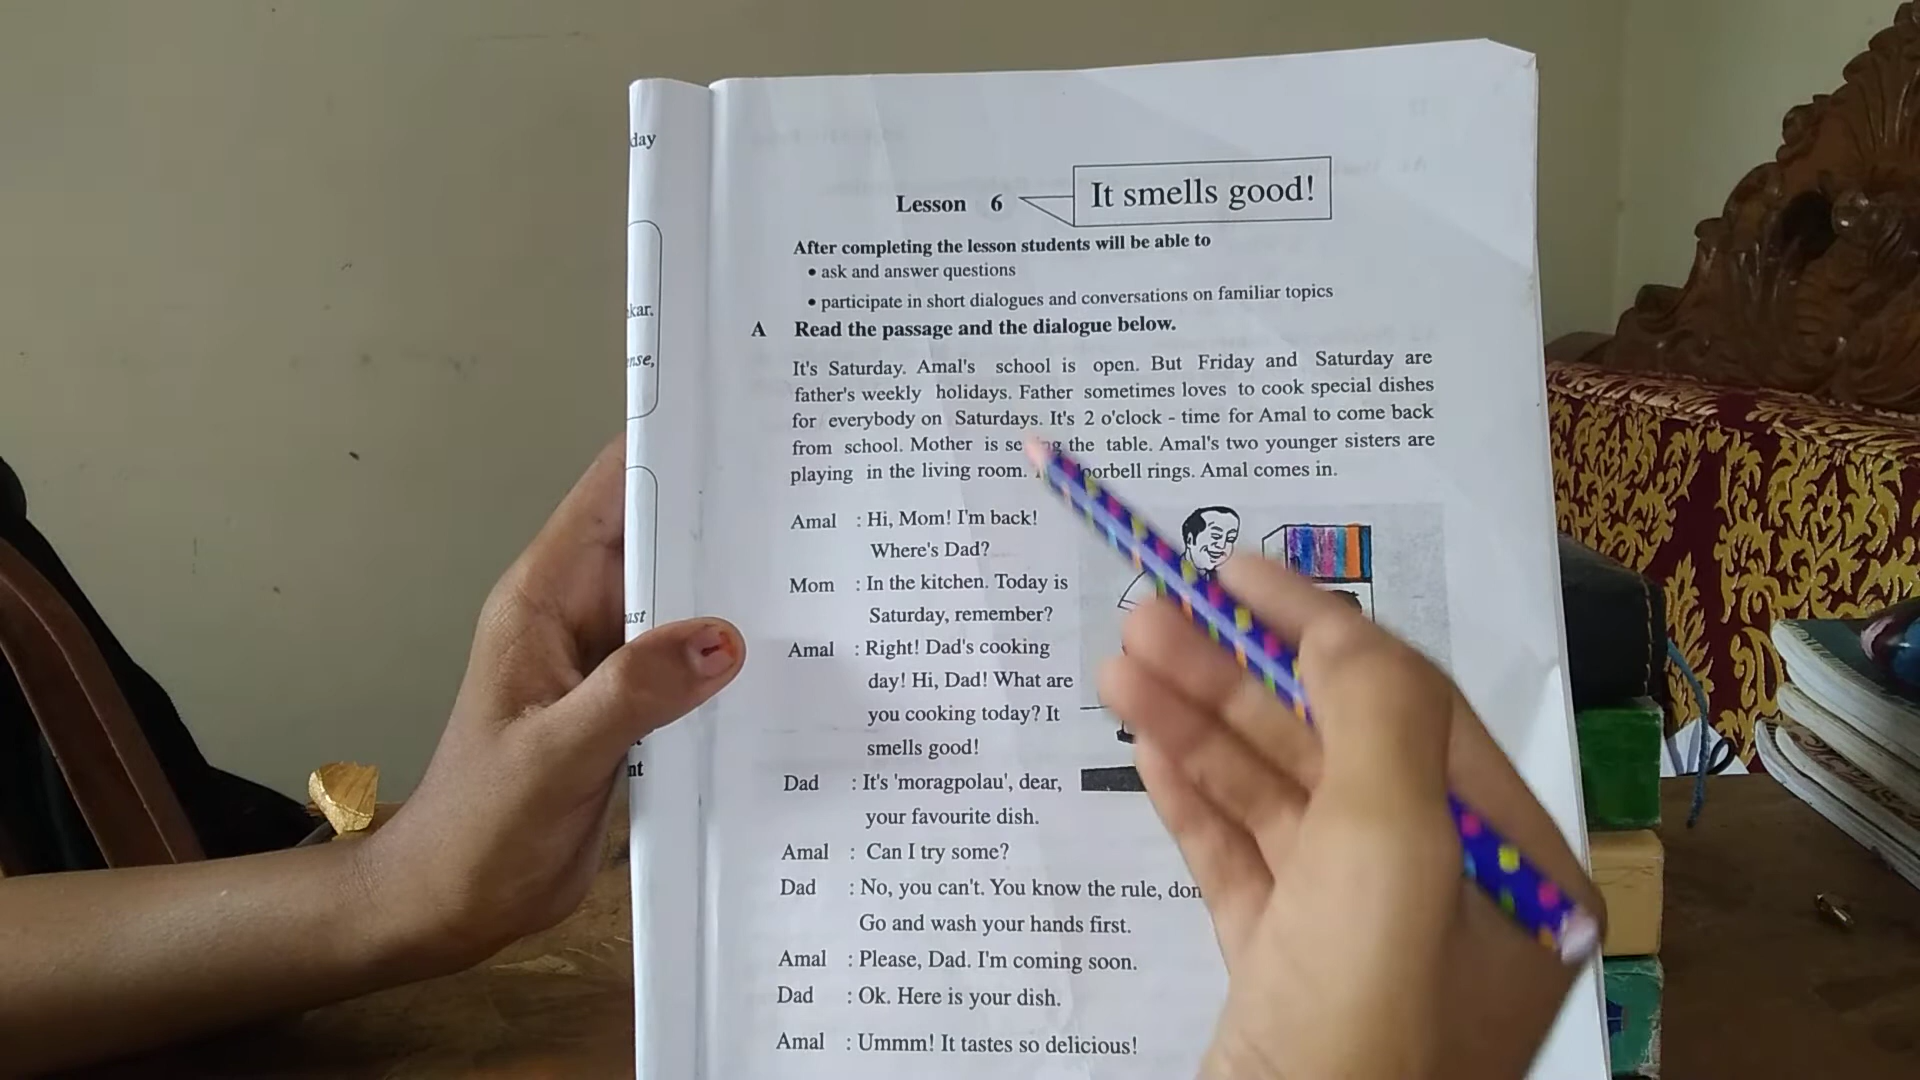 day
kar.
nse,
ast
nt
Lesson 6
It smells good!
After completing the lesson students will be able to
• ask and answer questions
• participate in short dialogues and conversations on familiar topics
A Read the passage and the dialogue below.
It's Saturday. Amal's school is open. But Friday and Saturday are
father's weekly holidays. Father sometimes loves to cook special dishes
for everybody on Saturdays. It's 2 o'clock - time for Amal to come back
from school. Mother is the table. Amal's two younger sisters are
playing in the living room. oorbell rings. Amal comes in.
Amal : Hi, Mom! I'm back!
Where's Dad?
Mom : In the kitchen. Today is
Saturday, remember?
Amal : Right! Dad's cooking
day! Hi, Dad! What are
you cooking today? It
smells good!
Dad : It's 'moragpolau', dear,
your favourite dish.
Amal : Can I try some?
Dad : No, you can't. You know the rule, don
Go and wash your hands first.
Amal : Please, Dad. I'm coming soon.
Dad : Ok. Here is your dish.
Amal : Ummm! It tastes so delicious!